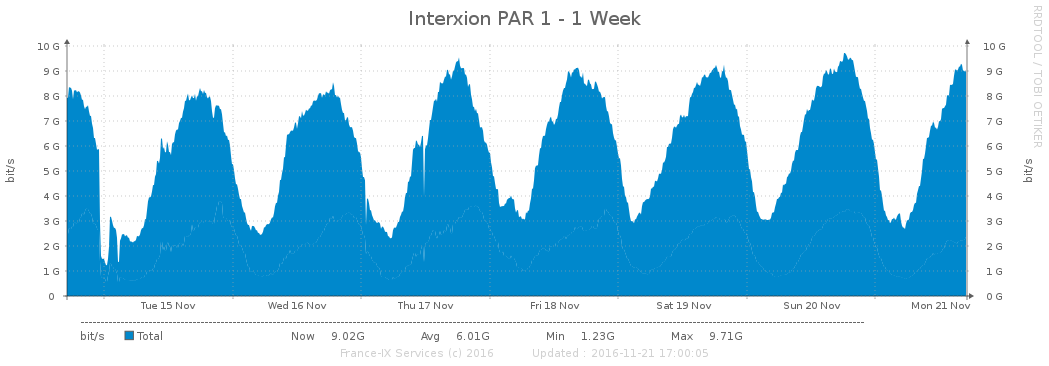 Interxion PAR 1 - 1 Week
RRDTOOL / TOBI OETIKER
10 G 10 G
9 G 9 G
8 G 8 G
7 G 7 G
6 G 6 G
5 G 5 G
4 G 4 G
3 G 3 G
2 G 2 G
1 G 1 G
0 0 G
bit/s bit/s
Tue 15 Nov Wed 16 Nov Thu 17 Nov Fri 18 Nov Sat 19 Nov Sun 20 Nov Mon 21 Nov
bit/s Total Now 9.02G Avg 6.01G Min 1.23G Max 9.71G
France-IX Services (c) 2016 Updated : 2016-11-21 17:00:05